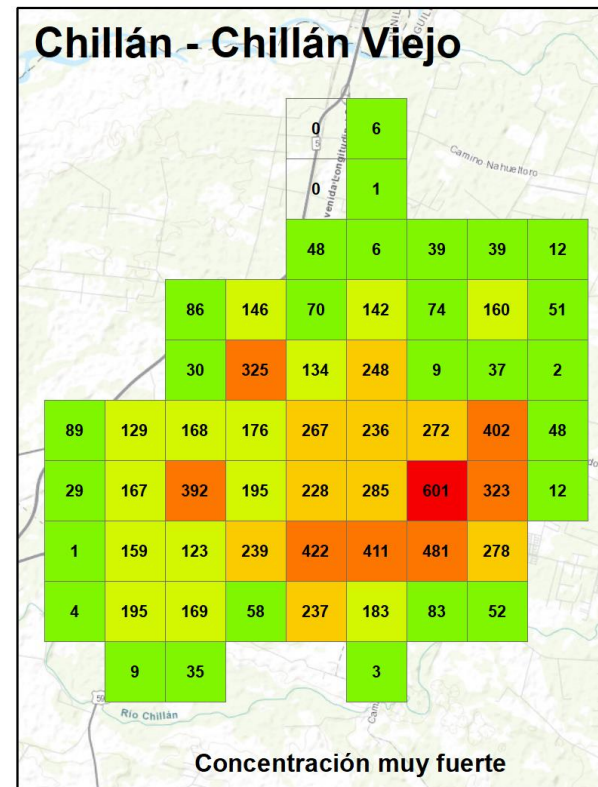 Chillán - Chillán Viejo
0 6
5
Camino Nahueltoro
0 1
48 6 39 39 12
86 146 70 142 74 160 51
30 325 134 248 9 37 2
89 129 168 176 267 236 272 402 48
29 167 392 195 228 285 601 323 12
1 159 123 239 422 411 481 278
4 195 169 58 237 183 83 52
9 35 3
59
Río Chillán
Concentración muy fuerte